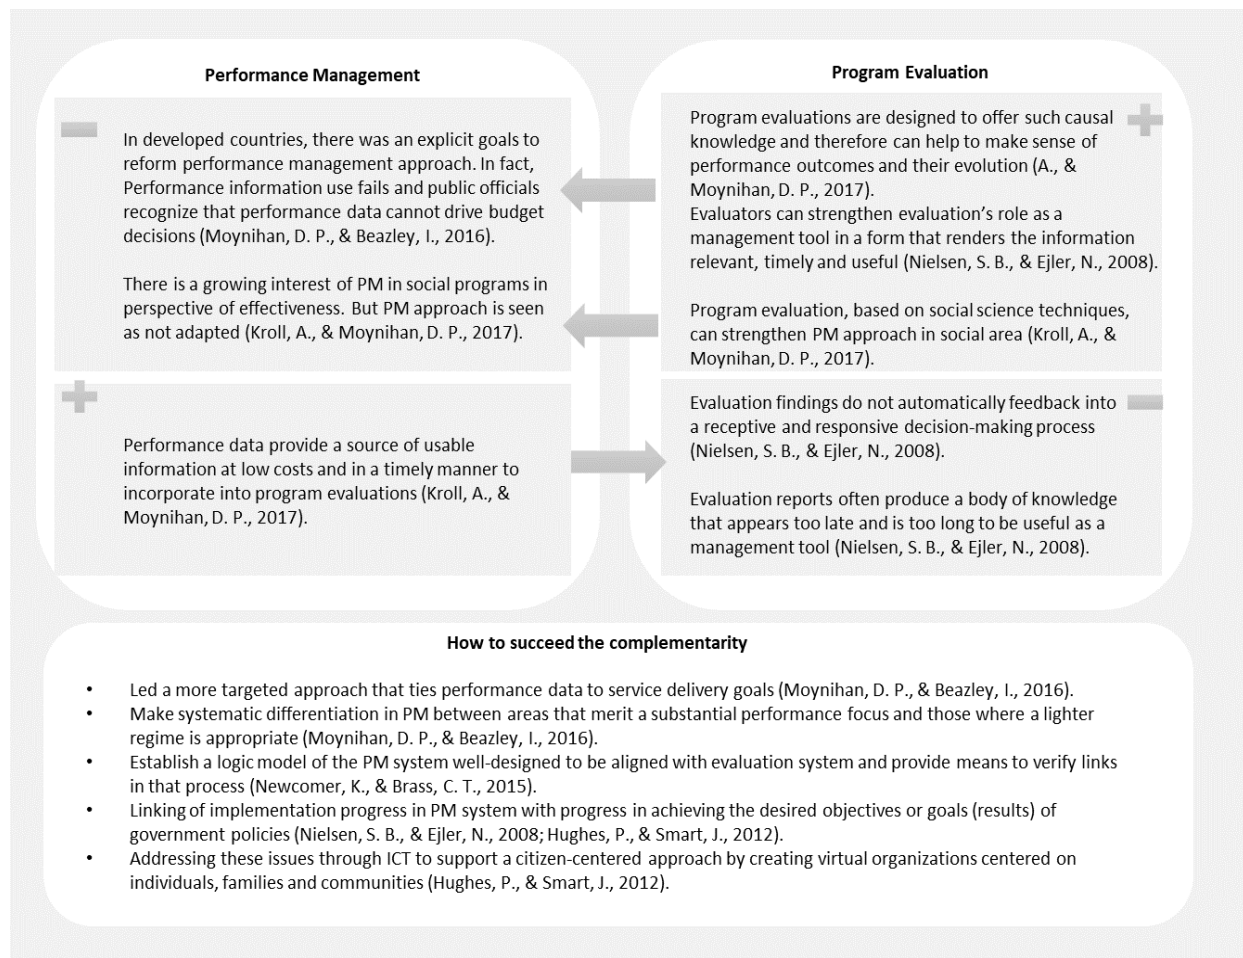 Performance Management
In developed countries, there was an explicit goals to
reform performance management approach. In fact,
Performance information use fails and public officials
recognize that performance data cannot drive budget
decisions (Moynihan, D. P., & Beazley, I., 2016).
There is a growing interest of PM in social programs in
perspective of effectiveness. But PM approach is seen
as not adapted (Kroll, A., & Moynihan, D. P., 2017).
Performance data provide a source of usable
information at low costs and in a timely manner to
incorporate into program evaluations (Kroll, A., &
Moynihan, D. P., 2017).
Program Evaluation
Program evaluations are designed to offer such causal
knowledge and therefore can help to make sense of
performance outcomes and their evolution (A., &
Moynihan, D. P., 2017).
Evaluators can strengthen evaluation’s role as a
management tool in a form that renders the information
relevant, timely and useful (Nielsen, S. B., & Ejler, N., 2008).
Program evaluation, based on social science techniques,
can strengthen PM approach in social area (Kroll, A., &
Moynihan, D. P., 2017).
Evaluation findings do not automatically feedback into
a receptive and responsive decision-making process
(Nielsen, S. B., & Ejler, N., 2008).
Evaluation reports often produce a body of knowledge
that appears too late and is too long to be useful as a
management tool (Nielsen, S. B., & Ejler, N., 2008).
How to succeed the complementarity
• Led a more targeted approach that ties performance data to service delivery goals (Moynihan, D. P., & Beazley, I., 2016).
• Make systematic differentiation in PM between areas that merit a substantial performance focus and those where a lighter
regime is appropriate (Moynihan, D. P., & Beazley, I., 2016).
• Establish a logic model of the PM system well-designed to be aligned with evaluation system and provide means to verify links
in that process (Newcomer, K., & Brass, C. T., 2015).
• Linking of implementation progress in PM system with progress in achieving the desired objectives or goals (results) of
government policies (Nielsen, S. B., & Ejler, N., 2008; Hughes, P., & Smart, J., 2012).
• Addressing these issues through ICT to support a citizen-centered approach by creating virtual organizations centered on
individuals, families and communities (Hughes, P., & Smart, J., 2012).